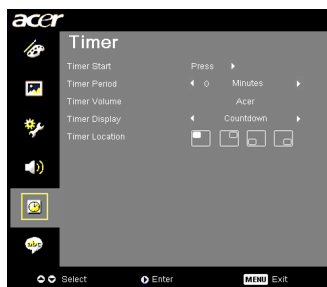 acer
Timer
Timer Start Press
Timer Period 0 Minutes
Timer Volume Acer
Timer Display Countdown
Timer Location
abc
Select Enter MENU Exit